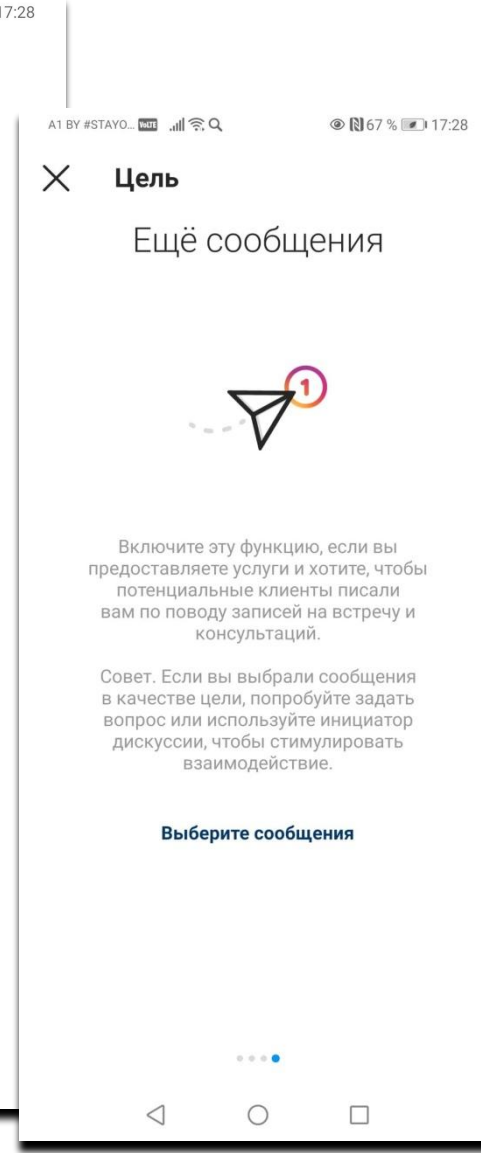 17:28
A1 BY #STAYO... VoLTE 67 % 17:28
Цель
Ещё сообщения
1
Включите эту функцию, если вы
предоставляете услуги и хотите, чтобы
потенциальные клиенты писали
вам по поводу записей на встречу и
консультаций.
Совет. Если вы выбрали сообщения
в качестве цели, попробуйте задать
вопрос или используйте инициатор
дискуссии, чтобы стимулировать
взаимодействие.
Выберите сообщения